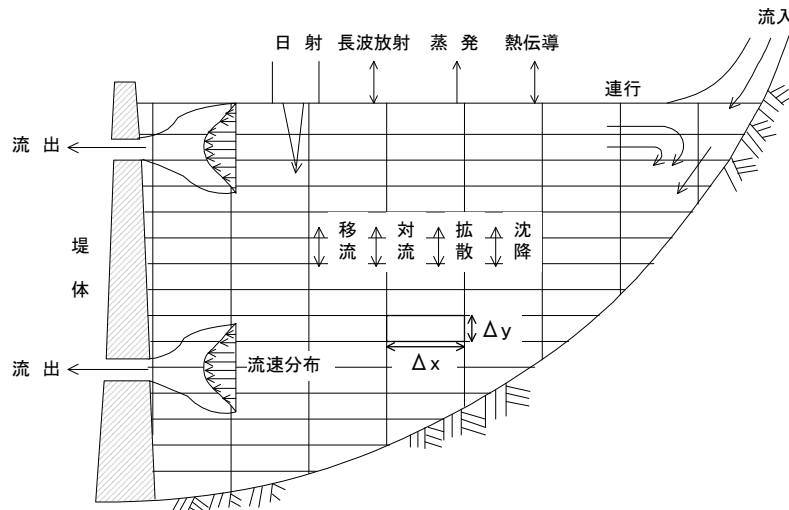 流入
日 射 長波放射 蒸 発 熱伝導
連行
流 出
移流 対流 拡散 沈降
堤体
Δy
流 出
流速分布
Δx